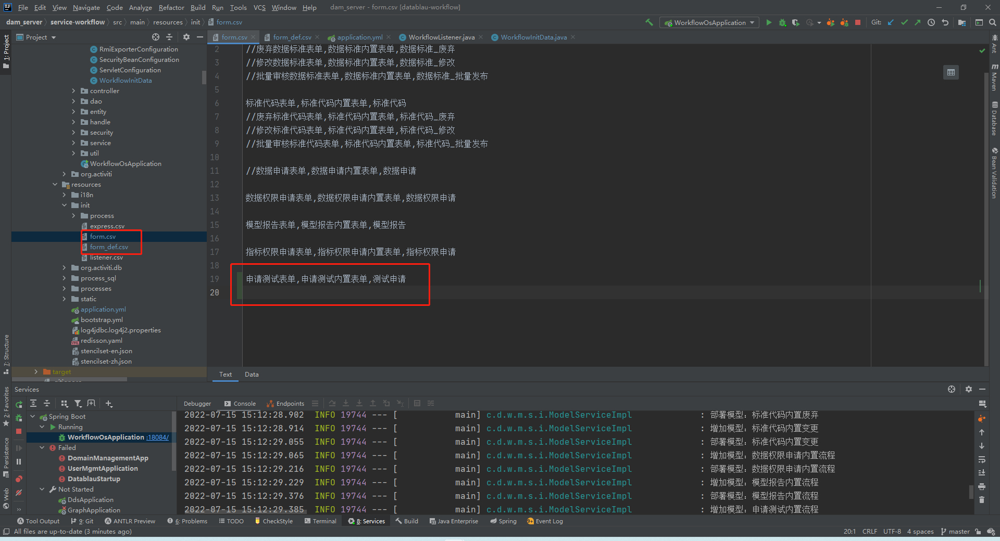 File Edit View Navigate Code Analyze Refactor Build Run Tools VCS Window Help dam_server - form.csv [datablau-workflow]
dam_server service-workflow src main resources init form.csv WorkflowOsApplication Git:
Project form.csv form_def.csv application.yml WorkflowListener.java WorkflowInitData.java
1: Project
7: Structure
2: Favorites
Persistence
Web
RmiExporterConfiguration
SecurityBeanConfiguration
ServletConfiguration
WorkflowInitData
controller
dao
entity
handle
security
service
util
WorkflowOsApplication
org.activiti
resources
i18n
init
process
express.csv
form.csv
form_def.csv
listener.csv
org.activiti.db
process_sql
processes
static
application.yml
bootstrap.yml
log4jdbc.log4j2.properties
redisson.yaml
stencilset-en.json
stencilset-zh.json
target
.gitignore
2 //废弃数据标准表单,数据标准内置表单,数据标准_废弃
3 //修改数据标准表单,数据标准内置表单,数据标准_修改
4 //批量审核数据标准表单,数据标准内置表单,数据标准_批量发布
5
6 标准代码表单,标准代码内置表单,标准代码
7 //废弃标准代码表单,标准代码内置表单,标准代码_废弃
8 //修改标准代码表单,标准代码内置表单,标准代码_修改
9 //批量审核标准代码表单,标准代码内置表单,标准代码_批量发布
10
11 //数据申请表单,数据申请内置表单,数据申请
12
13 数据权限申请表单,数据权限申请内置表单,数据权限申请
14
15 模型报告表单,模型报告内置表单,模型报告
16
17 指标权限申请表单,指标权限申请内置表单,指标权限申请
18
19 申请测试表单,申请测试内置表单,测试申请
20
Text Data
Ant
Maven
Database
Bean Validation
Services
Debugger Console Endpoints
Spring Boot
Running
WorkflowOsApplication :18084/
Failed
DomainManagementApp
UserMgmtApplication
DatablauStartup
Not Started
DdsApplication
GraphApplication
2022-07-15 15:12:28.902 INFO 19744 --- [ main] c.d.w.m.s.i.ModelServiceImpl : 部署模型：标准代码内置废弃
2022-07-15 15:12:28.914 INFO 19744 --- [ main] c.d.w.m.s.i.ModelServiceImpl : 增加模型：标准代码内置变更
2022-07-15 15:12:29.055 INFO 19744 --- [ main] c.d.w.m.s.i.ModelServiceImpl : 部署模型：标准代码内置变更
2022-07-15 15:12:29.065 INFO 19744 --- [ main] c.d.w.m.s.i.ModelServiceImpl : 增加模型：数据权限申请内置流程
2022-07-15 15:12:29.216 INFO 19744 --- [ main] c.d.w.m.s.i.ModelServiceImpl : 部署模型：数据权限申请内置流程
2022-07-15 15:12:29.229 INFO 19744 --- [ main] c.d.w.m.s.i.ModelServiceImpl : 增加模型：模型报告内置流程
2022-07-15 15:12:29.376 INFO 19744 --- [ main] c.d.w.m.s.i.ModelServiceImpl : 部署模型：模型报告内置流程
2022-07-15 15:12:29.385 INFO 19744 --- [ main] c.d.w.m.s.i.ModelServiceImpl : 增加模型：申请测试内置流程
Tool Output 9: Git ANTLR Preview 6: Problems TODO CheckStyle Terminal 8: Services Build Java Enterprise Spring 9+ Event Log
All files are up-to-date (3 minutes ago) 20:1 CRLF UTF-8 4 spaces master